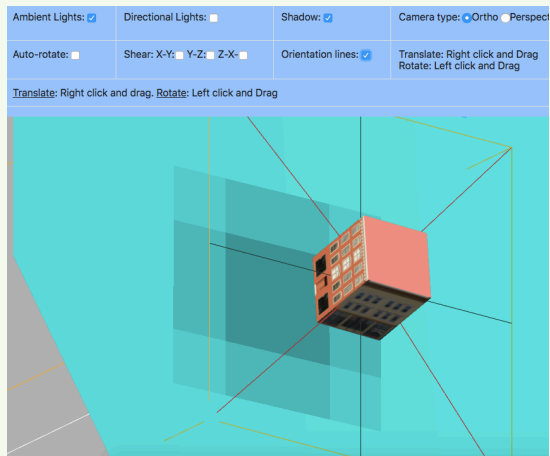 Ambient Lights:
Directional Lights:
Shadow:
Camera type: Ortho Perspect
Auto-rotate:
Shear: X-Y: Y-Z: Z-X-
Orientation lines:
Translate: Right click and Drag
Rotate: Left click and Drag
Translate: Right click and drag. Rotate: Left click and Drag